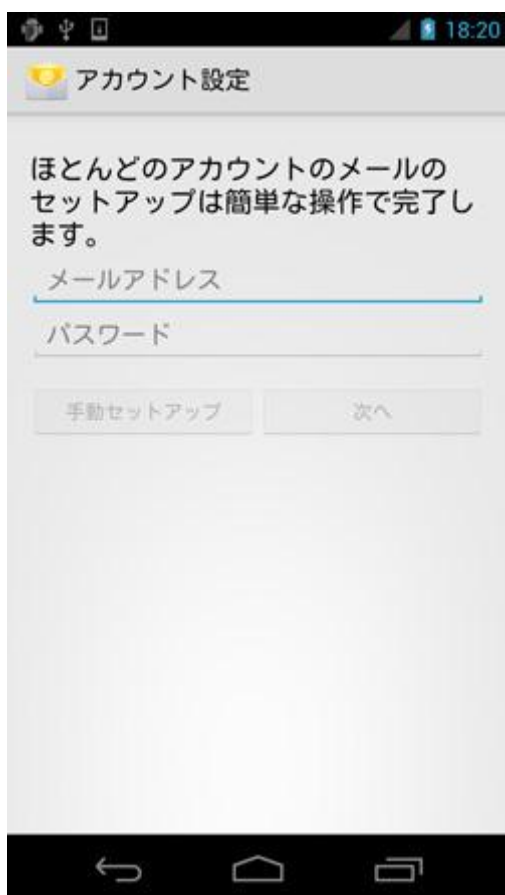 18:20
アカウント設定
ほとんどのアカウントのメールの
セットアップは簡単な操作で完了し
ます。
メールアドレス
パスワード
手動セットアップ 次へ